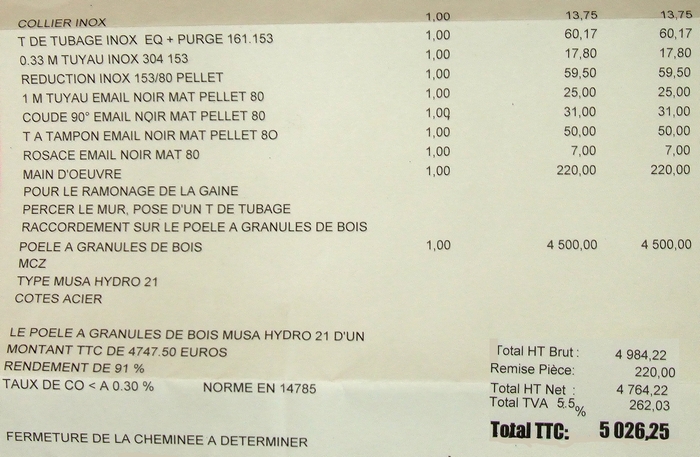 COLLIER INOX 1,00 13,75 13,75
T DE TUBAGE INOX EQ + PURGE 161.153 1,00 60,17 60,17
0.33 M TUYAU INOX 304 153 1,00 17,80 17,80
REDUCTION INOX 153/80 PELLET 1,00 59,50 59,50
1 M TUYAU EMAIL NOIR MAT PELLET 80 1,00 25,00 25,00
COUDE 90° EMAIL NOIR MAT PELLET 80 1,00 31,00 31,00
T A TAMPON EMAIL NOIR MAT PELLET 8O 1,00 50,00 50,00
ROSACE EMAIL NOIR MAT 80 1,00 7,00 7,00
MAIN D'OEUVRE 1,00 220,00 220,00
POUR LE RAMONAGE DE LA GAINE
PERCER LE MUR, POSE D'UN T DE TUBAGE
RACCORDEMENT SUR LE POELE A GRANULES DE BOIS
POELE A GRANULES DE BOIS 1,00 4 500,00 4 500,00
MCZ
TYPE MUSA HYDRO 21
COTES ACIER
LE POELE A GRANULES DE BOIS MUSA HYDRO 21 D'UN
MONTANT TTC DE 4747.50 EUROS
RENDEMENT DE 91 %
TAUX DE CO < A 0.30 % NORME EN 14785
FERMETURE DE LA CHEMINEE A DETERMINER
Total HT Brut : 4 984,22
Remise Pièce: 220,00
Total HT Net : 4 764,22
Total TVA 5.5% 262,03
Total TTC: 5 026,25